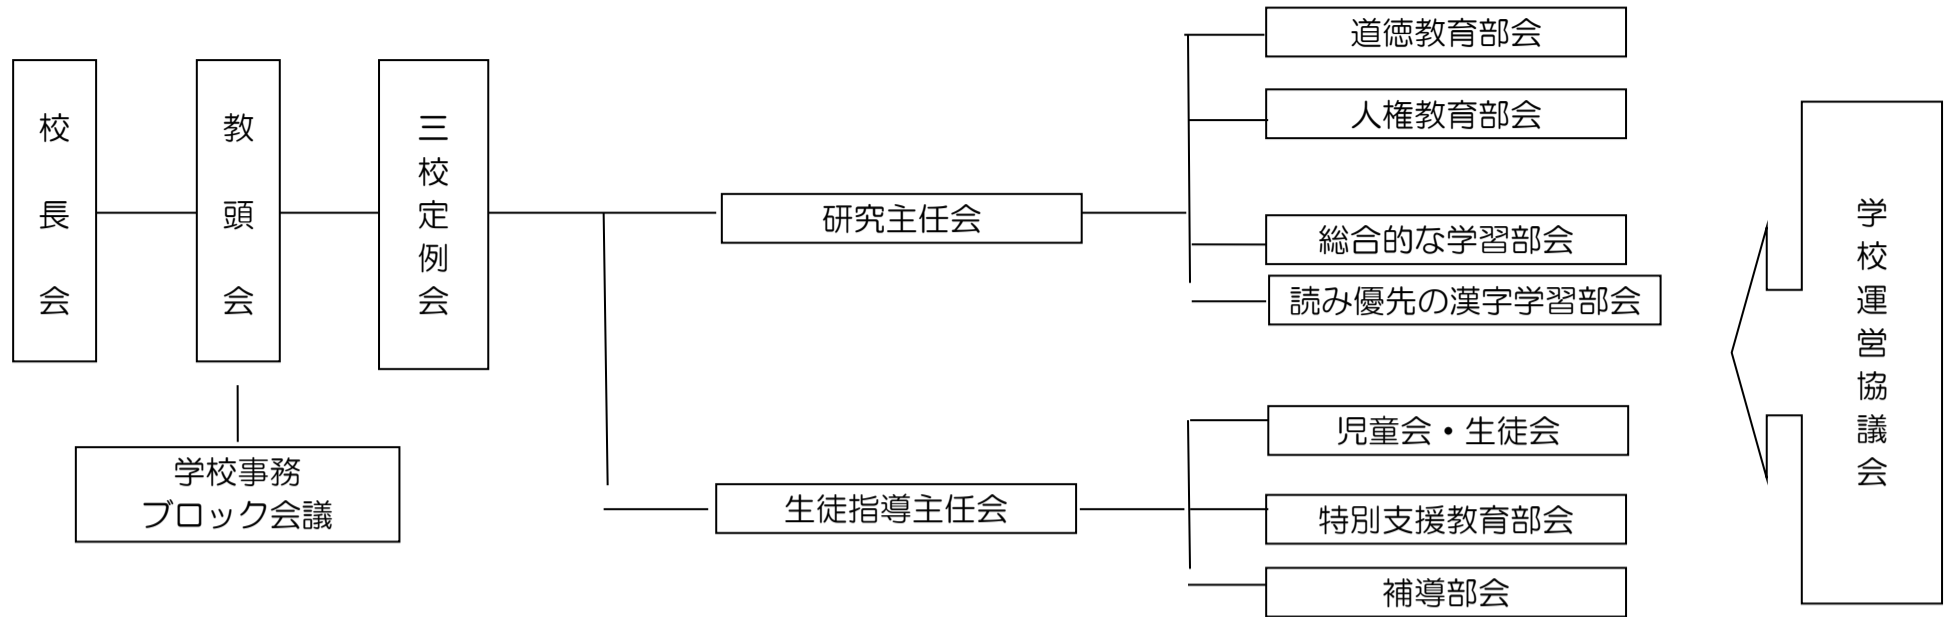 校長会
教頭会
三校定例会
学校事務
ブロック会議
研究主任会
生徒指導主任会
道徳教育部会
人権教育部会
総合的な学習部会
読み優先の漢字学習部会
児童会・生徒会
特別支援教育部会
補導部会
学校運営協議会